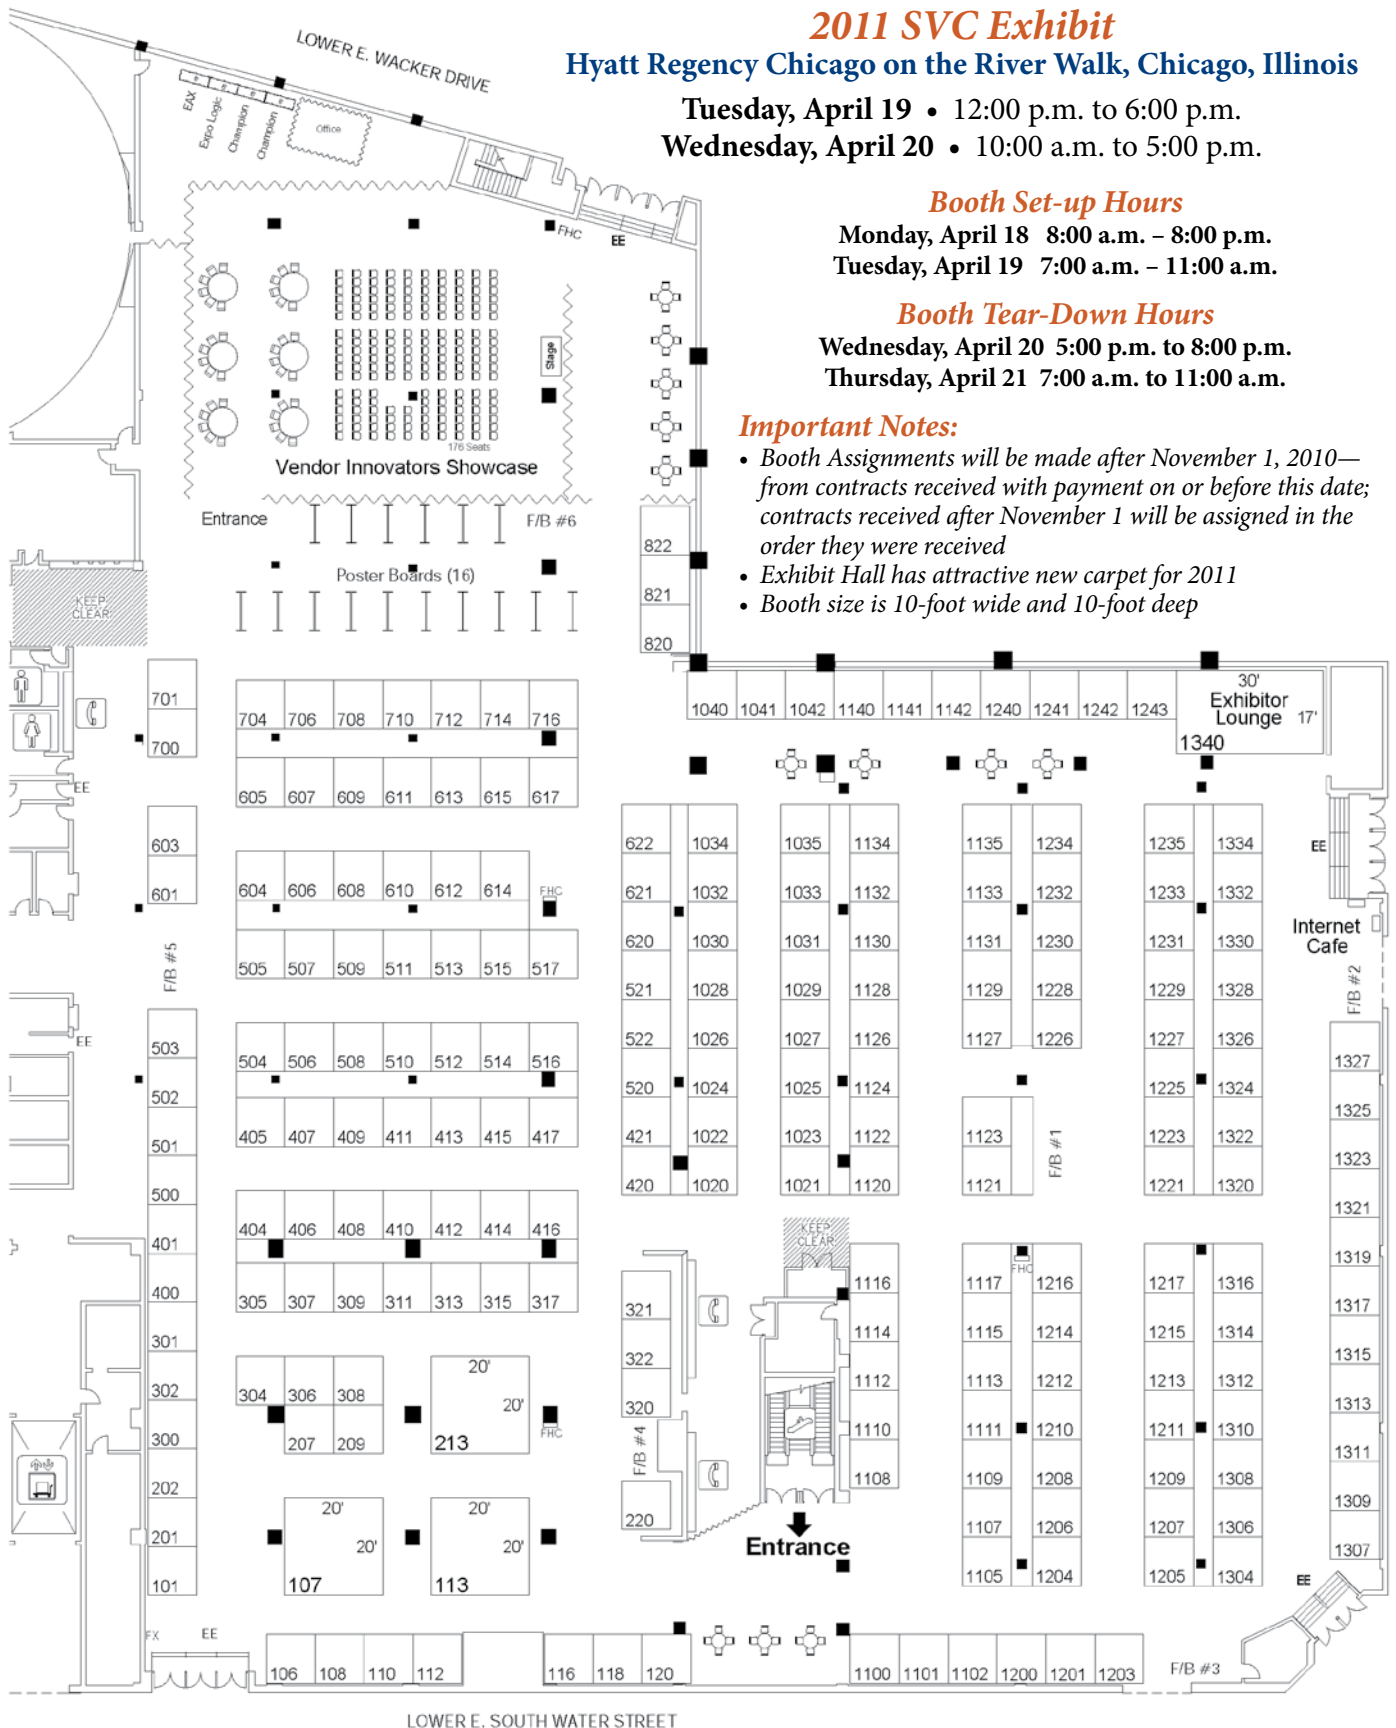 2011 SVC Exhibit
Hyatt Regency Chicago on the River Walk, Chicago, Illinois
Tuesday, April 19 • 12:00 p.m. to 6:00 p.m.
Wednesday, April 20 • 10:00 a.m. to 5:00 p.m.
Booth Set-up Hours
Monday, April 18 8:00 a.m. – 8:00 p.m.
Tuesday, April 19 7:00 a.m. – 11:00 a.m.
Booth Tear-Down Hours
Wednesday, April 20 5:00 p.m. to 8:00 p.m.
Thursday, April 21 7:00 a.m. to 11:00 a.m.
Important Notes:
• Booth Assignments will be made after November 1, 2010—
from contracts received with payment on or before this date;
contracts received after November 1 will be assigned in the
order they were received
• Exhibit Hall has attractive new carpet for 2011
• Booth size is 10-foot wide and 10-foot deep
LOWER E. WACKER DRIVE
EAX
Expo Logic
Champion
Champion
Office
FHC
EE
Stage
176 Seats
Vendor Innovators Showcase
Entrance
F/B #6
Poster Boards (16)
KEEP
CLEAR
822
821
820
701
700
EE
603
601
F/B #5
EE
503
502
501
500
401
400
301
302
300
202
201
101
FX
EE
704 706 708 710 712 714 716
605 607 609 611 613 615 617
604 606 608 610 612 614
FHC
505 507 509 511 513 515 517
504 506 508 510 512 514 516
405 407 409 411 413 415 417
404 406 408 410 412 414 416
305 307 309 311 313 315 317
304 306 308
207 209
20'
20'
213
FHC
20'
20'
107
20'
20'
113
106 108 110 112
116 118 120
1040 1041 1042 1140 1141 1142 1240 1241 1242 1243
30'
Exhibitor
Lounge
17'
1340
622 1034
621 1032
620 1030
521 1028
522 1026
520 1024
421 1022
420 1020
1035 1134
1033 1132
1031 1130
1029 1128
1027 1126
1025 1124
1023 1122
1021 1120
1135 1234
1133 1232
1131 1230
1129 1228
1127 1226
1123
1121
F/B #1
1235 1334
1233 1332
1231 1330
1229 1328
1227 1326
1225 1324
1223 1322
1221 1320
EE
Internet
Cafe
F/B #2
1327
1325
1323
1321
1319
1317
1315
1313
1311
1309
1307
KEEP
CLEAR
321
322
320
F/B #4
220
Entrance
1116
1114
1112
1110
1108
FHC
1117 1216
1115 1214
1113 1212
1111 1210
1109 1208
1107 1206
1105 1204
1217 1316
1215 1314
1213 1312
1211 1310
1209 1308
1207 1306
1205 1304
EE
1100 1101 1102 1200 1201 1203
F/B #3
LOWER E. SOUTH WATER STREET